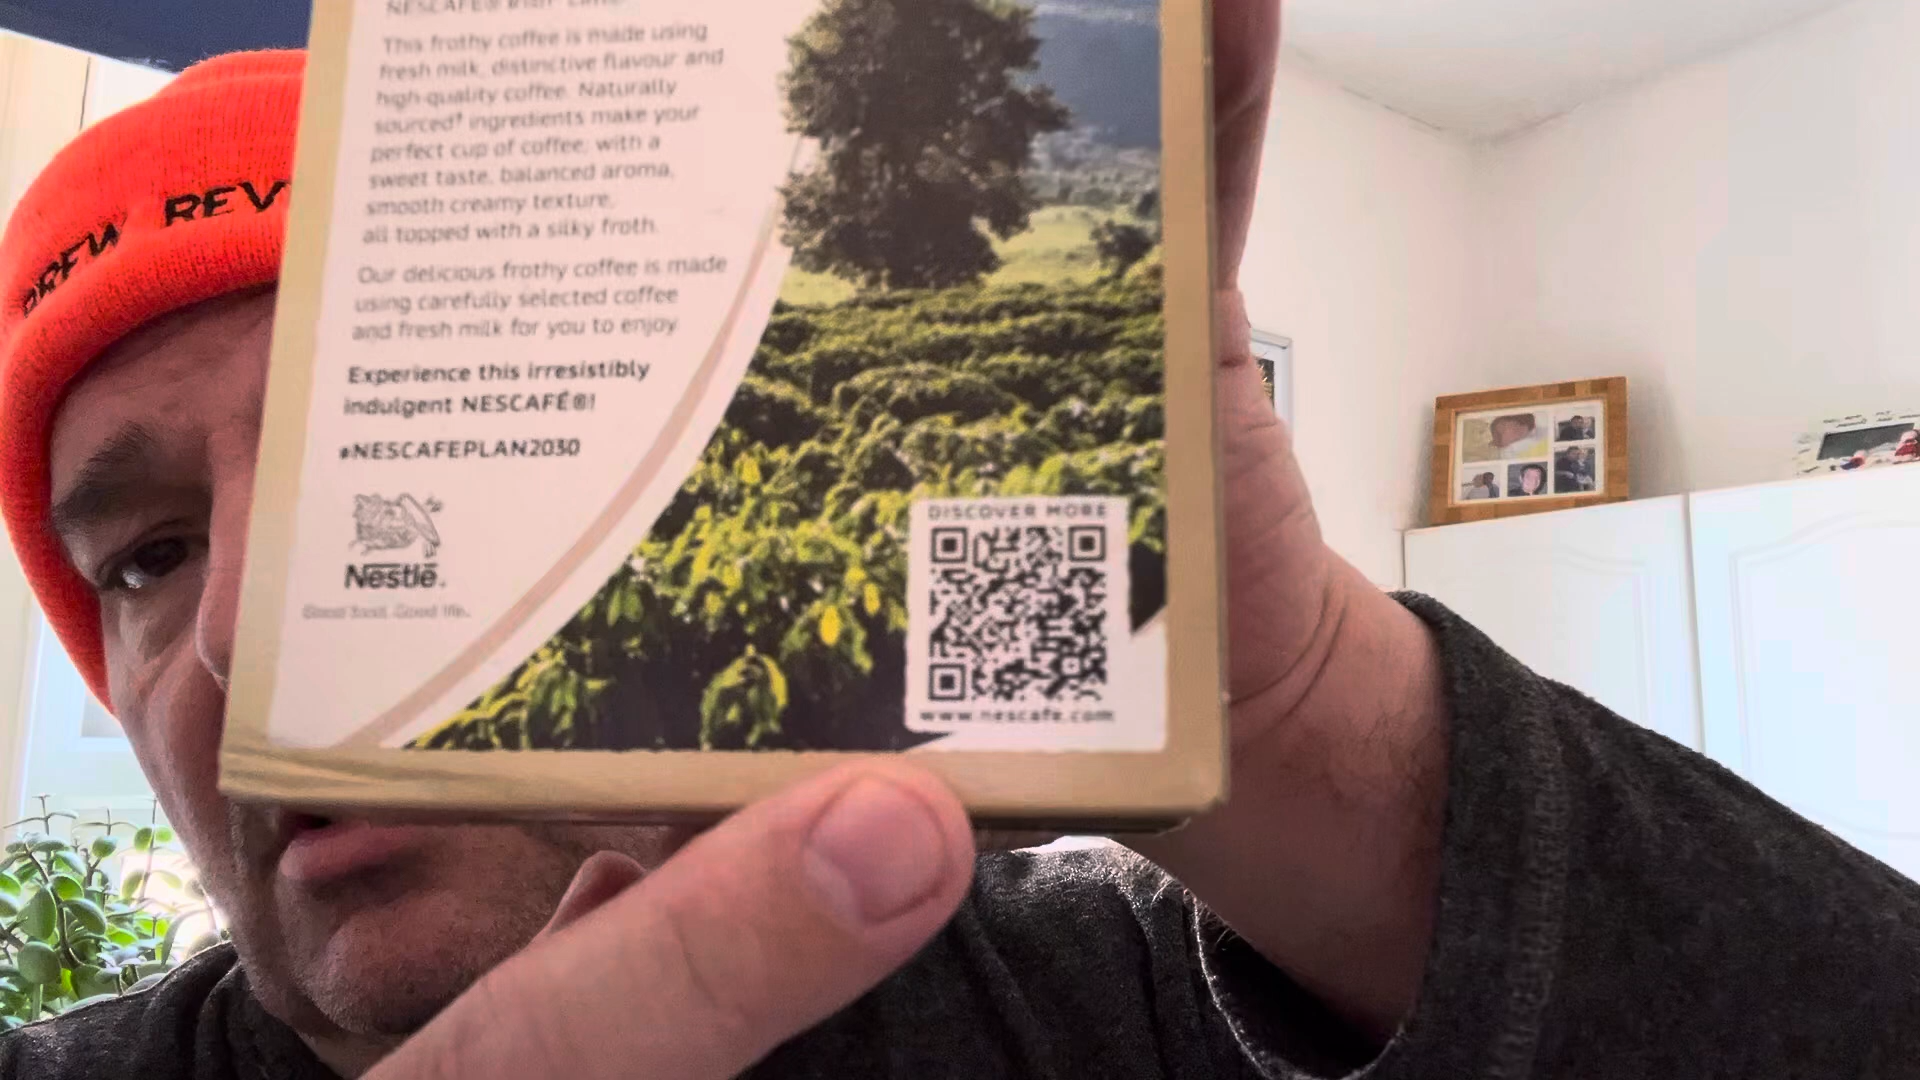 BREW REV
NESCAFÉ®
This frothy coffee is made using
fresh milk, distinctive flavour and
high-quality coffee. Naturally
sourced† ingredients make your
perfect cup of coffee; with a
sweet taste, balanced aroma,
smooth creamy texture,
all topped with a silky froth.
Our delicious frothy coffee is made
using carefully selected coffee
and fresh milk for you to enjoy
Experience this irresistibly
indulgent NESCAFÉ®!
#NESCAFEPLAN2030
Nestlé.
Good food. Good life.
DISCOVER MORE
www.nescafe.com